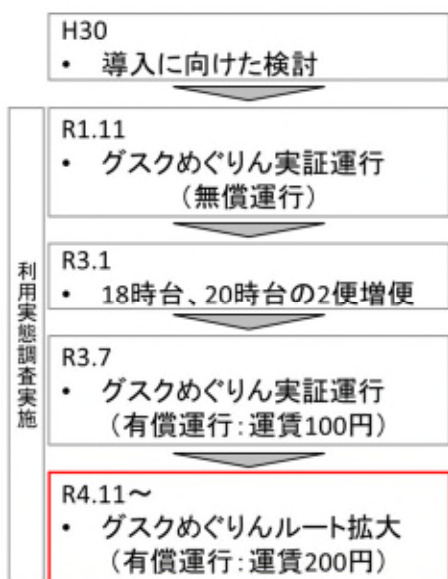 H30
• 導入に向けた検討
利用実態調査実施
R1.11
• グスクめぐりん実証運行
（無償運行）
R3.1
• 18時台、20時台の2便増便
R3.7
• グスクめぐりん実証運行
（有償運行：運賃100円）
R4.11～
• グスクめぐりんルート拡大
（有償運行：運賃200円）